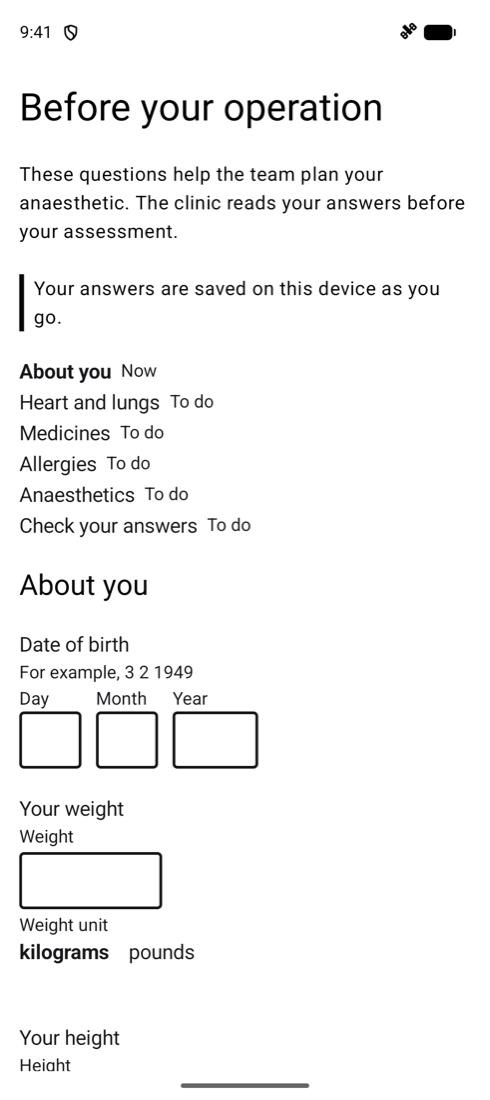 9:41
Before your operation
These questions help the team plan your
anaesthetic. The clinic reads your answers before
your assessment.
Your answers are saved on this device as you
go.
About you Now
Heart and lungs To do
Medicines To do
Allergies To do
Anaesthetics To do
Check your answers To do
About you
Date of birth
For example, 3 2 1949
Day Month Year
Your weight
Weight
Weight unit
kilograms pounds
Your height
Height